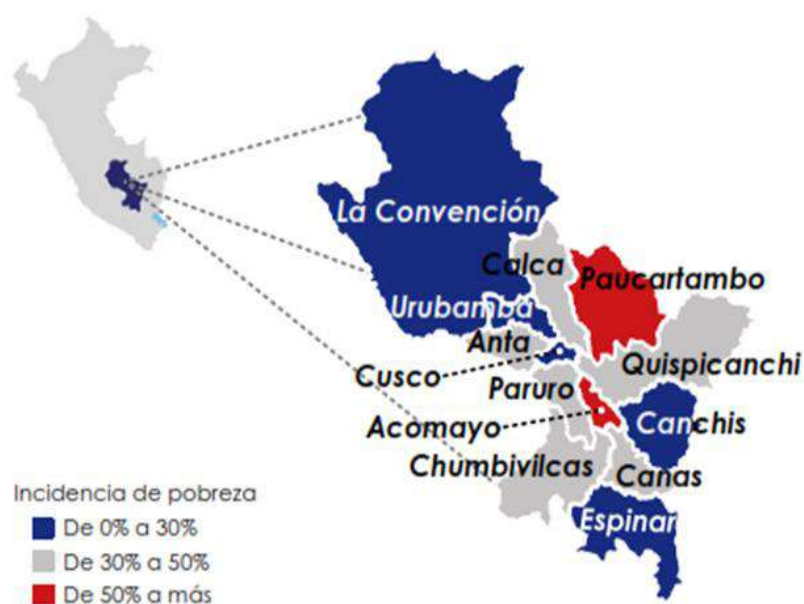 La Convención
Calca
Paucartambo
Urubamba
Anta
Quispicanchi
Cusco
Paruro
Acomayo
Canchis
Chumbivilcas
Canas
Espinar
Incidencia de pobreza
De 0% a 30%
De 30% a 50%
De 50% a más